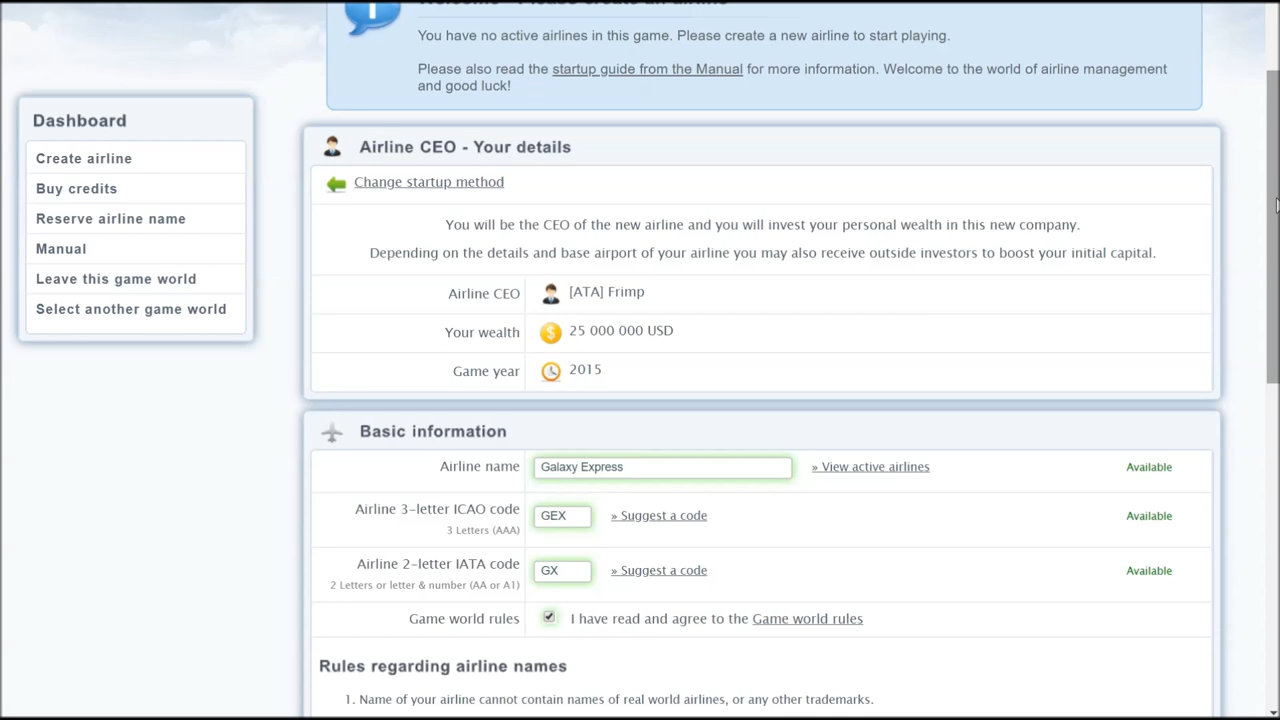 You have no active airlines in this game. Please create a new airline to start playing.
Please also read the startup guide from the Manual for more information. Welcome to the world of airline management
and good luck!
Dashboard
Create airline
Buy credits
Reserve airline name
Manual
Leave this game world
Select another game world
Airline CEO - Your details
Change startup method
You will be the CEO of the new airline and you will invest your personal wealth in this new company.
Depending on the details and base airport of your airline you may also receive outside investors to boost your initial capital.
Airline CEO [ATA] Frimp
Your wealth 25 000 000 USD
Game year 2015
Basic information
Airline name Galaxy Express » View active airlines Available
Airline 3-letter ICAO code GEX » Suggest a code Available
3 Letters (AAA)
Airline 2-letter IATA code GX » Suggest a code Available
2 Letters or letter & number (AA or A1)
Game world rules I have read and agree to the Game world rules
Rules regarding airline names
1. Name of your airline cannot contain names of real world airlines, or any other trademarks.